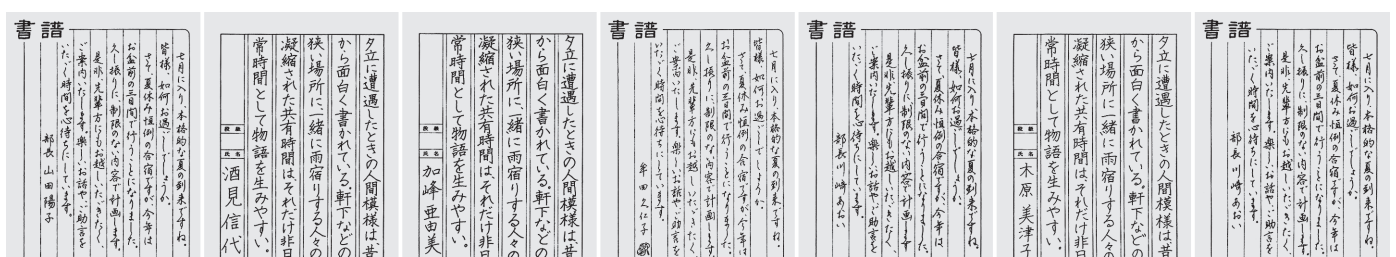 書譜
七月に入り、本格的な夏の到来ですね。
皆様、如何お過ごしでしょうか。
さて、夏休み恒例の合宿ですが、今年は
お盆前の三日間で行うことになりました。
久し振りに、制限のない内容で計画します。
是非、先輩方にもお越しいただきたく、
ご案内いたします。楽しいお話や、ご助言を
いただく時間を心待ちにしています。
部長 山田陽子
夕立に遭遇したときの人間模様は、昔
から面白く書かれている。軒下などの
狭い場所に、一緒に雨宿りする人々の
凝縮された共有時間は、それだけ非日
常時間として物語を生みやすい。
段級
氏名 酒見信代
夕立に遭遇したときの人間模様は、昔
から面白く書かれている。軒下などの
狭い場所に、一緒に雨宿りする人々の
凝縮された共有時間は、それだけ非日
常時間として物語を生みやすい。
段級
氏名 加峰亜由美
書譜
七月に入り、本格的な夏の到来ですね。
皆様、如何お過ごしでしょうか。
さて、夏休み恒例の合宿ですが、今年は
お盆前の三日間で行うことになりました。
久し振りに、制限のない内容で計画します。
是非、先輩方にもお越しいただきたく、
ご案内いたします。楽しいお話や、ご助言を
いただく時間を心待ちにしています。
牟田久仁子
書譜
七月に入り、本格的な夏の到来ですね。
皆様、如何お過ごしでしょうか。
さて、夏休み恒例の合宿ですが、今年は
お盆前の三日間で行うことになりました。
久し振りに、制限のない内容で計画します。
是非、先輩方にもお越しいただきたく、
ご案内いたします。楽しいお話や、ご助言を
いただく時間を心待ちにしています。
部長 川崎あおい
夕立に遭遇したときの人間模様は、昔
から面白く書かれている。軒下などの
狭い場所に、一緒に雨宿りする人々の
凝縮された共有時間は、それだけ非日
常時間として物語を生みやすい。
段級
氏名 木原美津子
書譜
七月に入り、本格的な夏の到来ですね。
皆様、如何お過ごしでしょうか。
さて、夏休み恒例の合宿ですが、今年は
お盆前の三日間で行うことになりました。
久し振りに、制限のない内容で計画します。
是非、先輩方にもお越しいただきたく、
ご案内いたします。楽しいお話や、ご助言を
いただく時間を心待ちにしています。
部長 川崎あおい